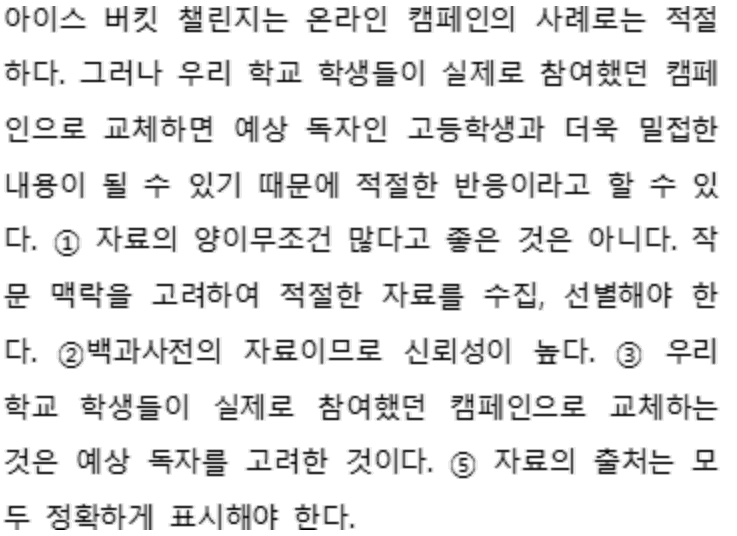 아이스 버킷 챌린지는 온라인 캠페인의 사례로는 적절
하다. 그러나 우리 학교 학생들이 실제로 참여했던 캠페
인으로 교체하면 예상 독자인 고등학생과 더욱 밀접한
내용이 될 수 있기 때문에 적절한 반응이라고 할 수 있
다. ① 자료의 양이무조건 많다고 좋은 것은 아니다. 작
문 맥락을 고려하여 적절한 자료를 수집, 선별해야 한
다. ②백과사전의 자료이므로 신뢰성이 높다. ③ 우리
학교 학생들이 실제로 참여했던 캠페인으로 교체하는
것은 예상 독자를 고려한 것이다. ⑤ 자료의 출처는 모
두 정확하게 표시해야 한다.